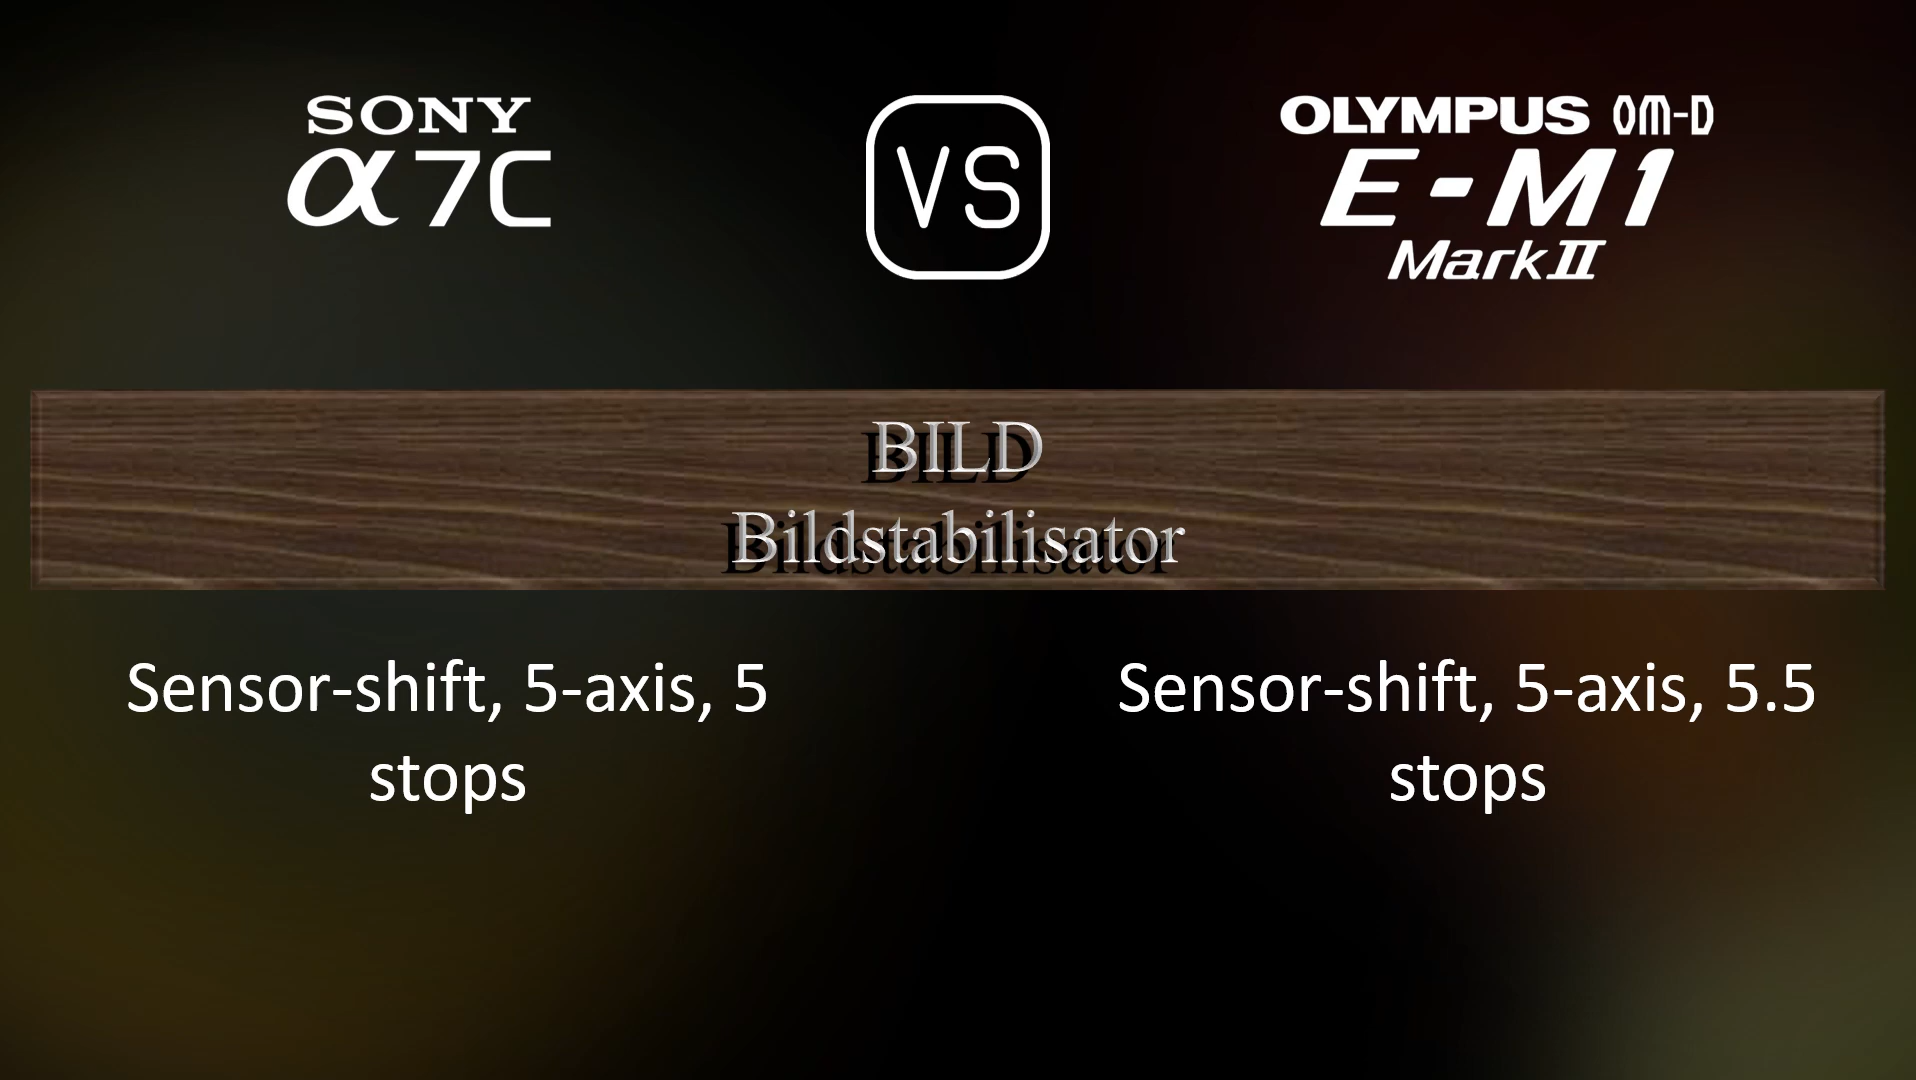 SONY
α7C
VS
OLYMPUS OM-D
E-M1
Mark II
BILD
Bildstabilisator
Sensor-shift, 5-axis, 5
stops
Sensor-shift, 5-axis, 5.5
stops